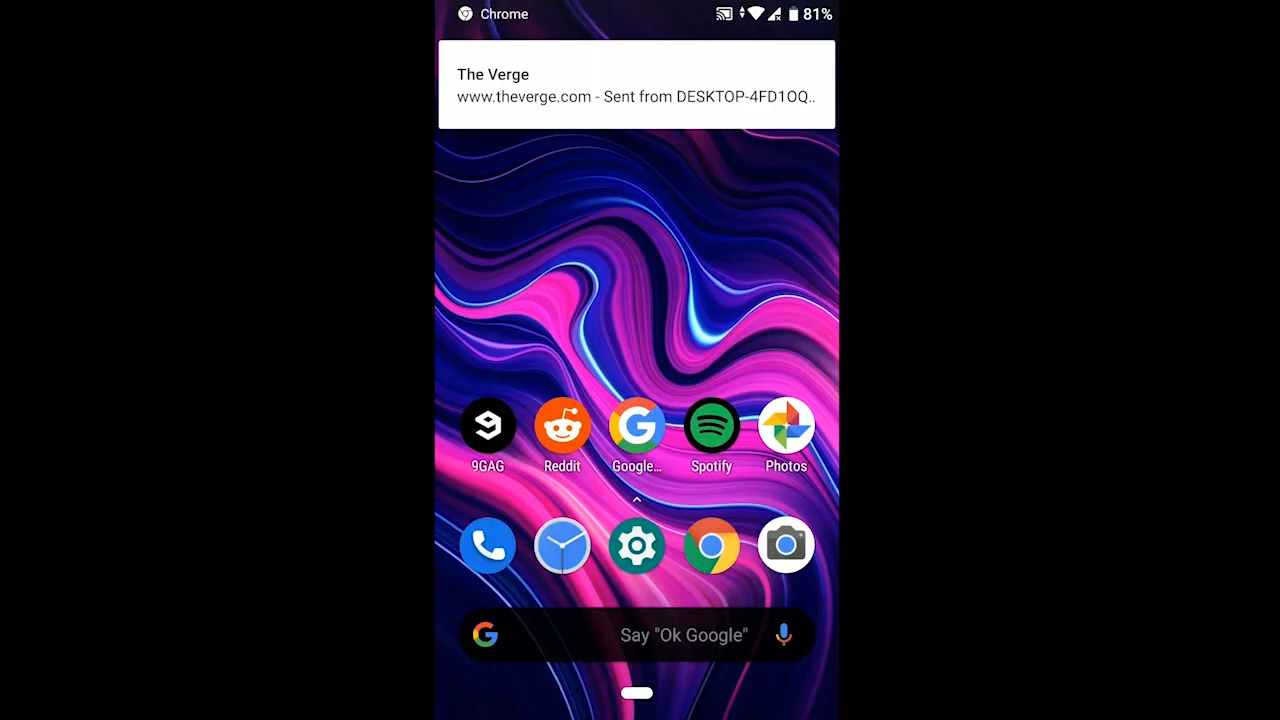 Chrome
81%
The Verge
www.theverge.com - Sent from DESKTOP-4FD1OQ..
9GAG
Reddit
Google...
Spotify
Photos
Say "Ok Google"